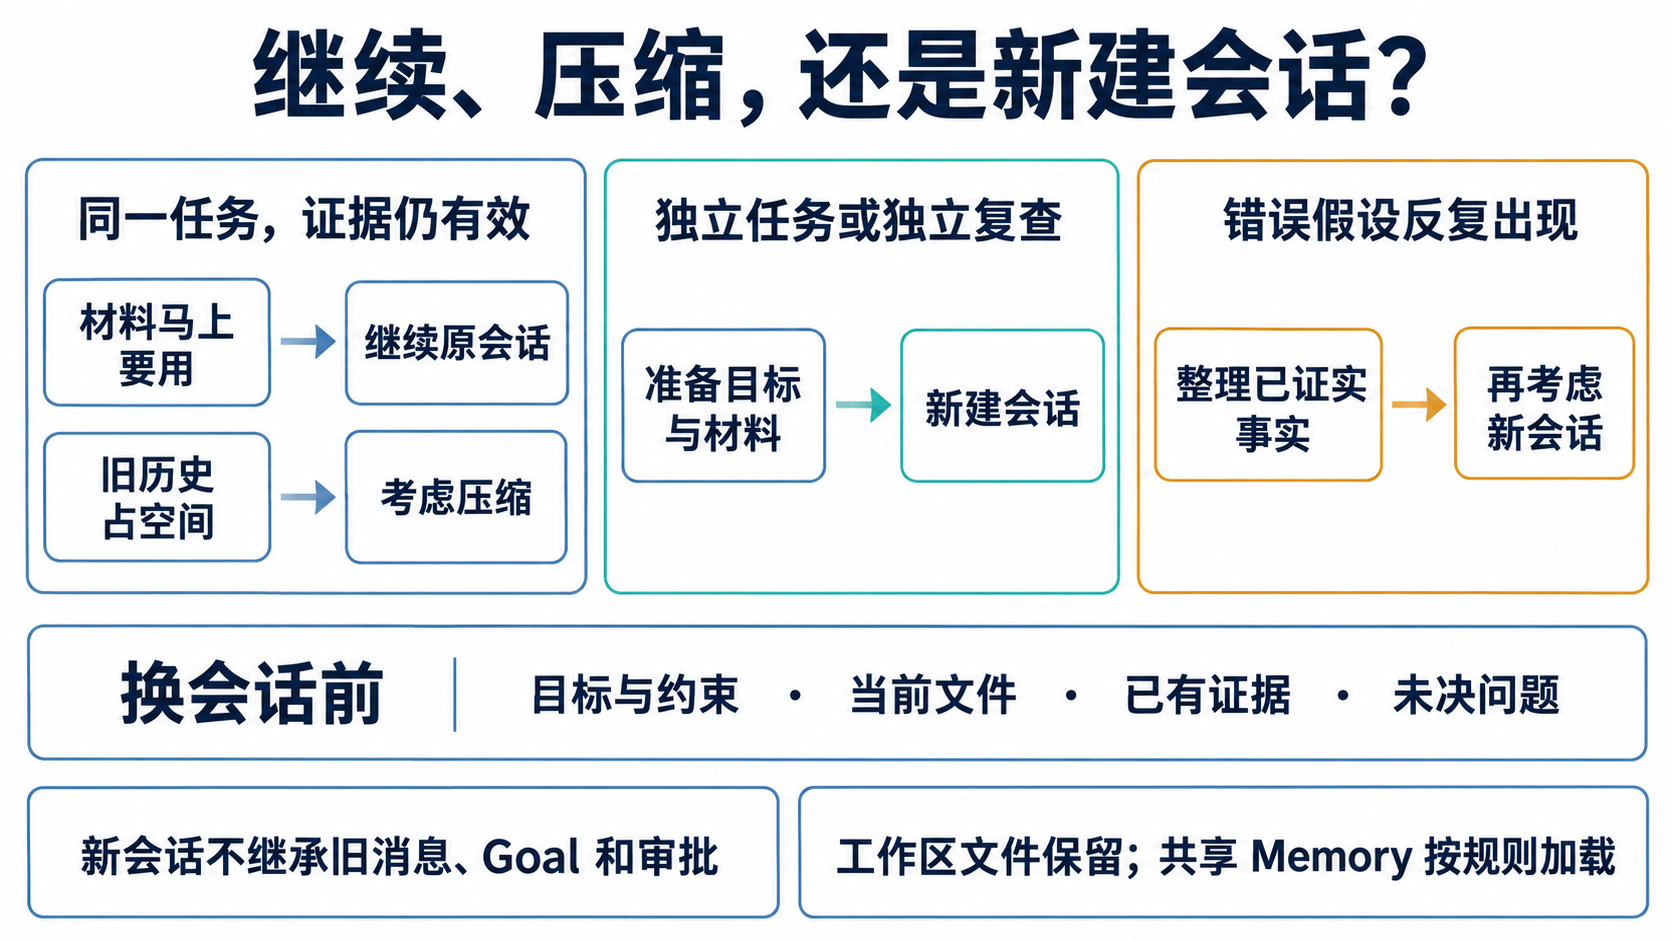 继续、压缩，还是新建会话？
同一任务，证据仍有效
材料马上
要用
继续原会话
旧历史
占空间
考虑压缩
独立任务或独立复查
准备目标
与材料
新建会话
错误假设反复出现
整理已证实
事实
再考虑
新会话
换会话前
目标与约束 · 当前文件 · 已有证据 · 未决问题
新会话不继承旧消息、Goal 和审批
工作区文件保留；共享 Memory 按规则加载